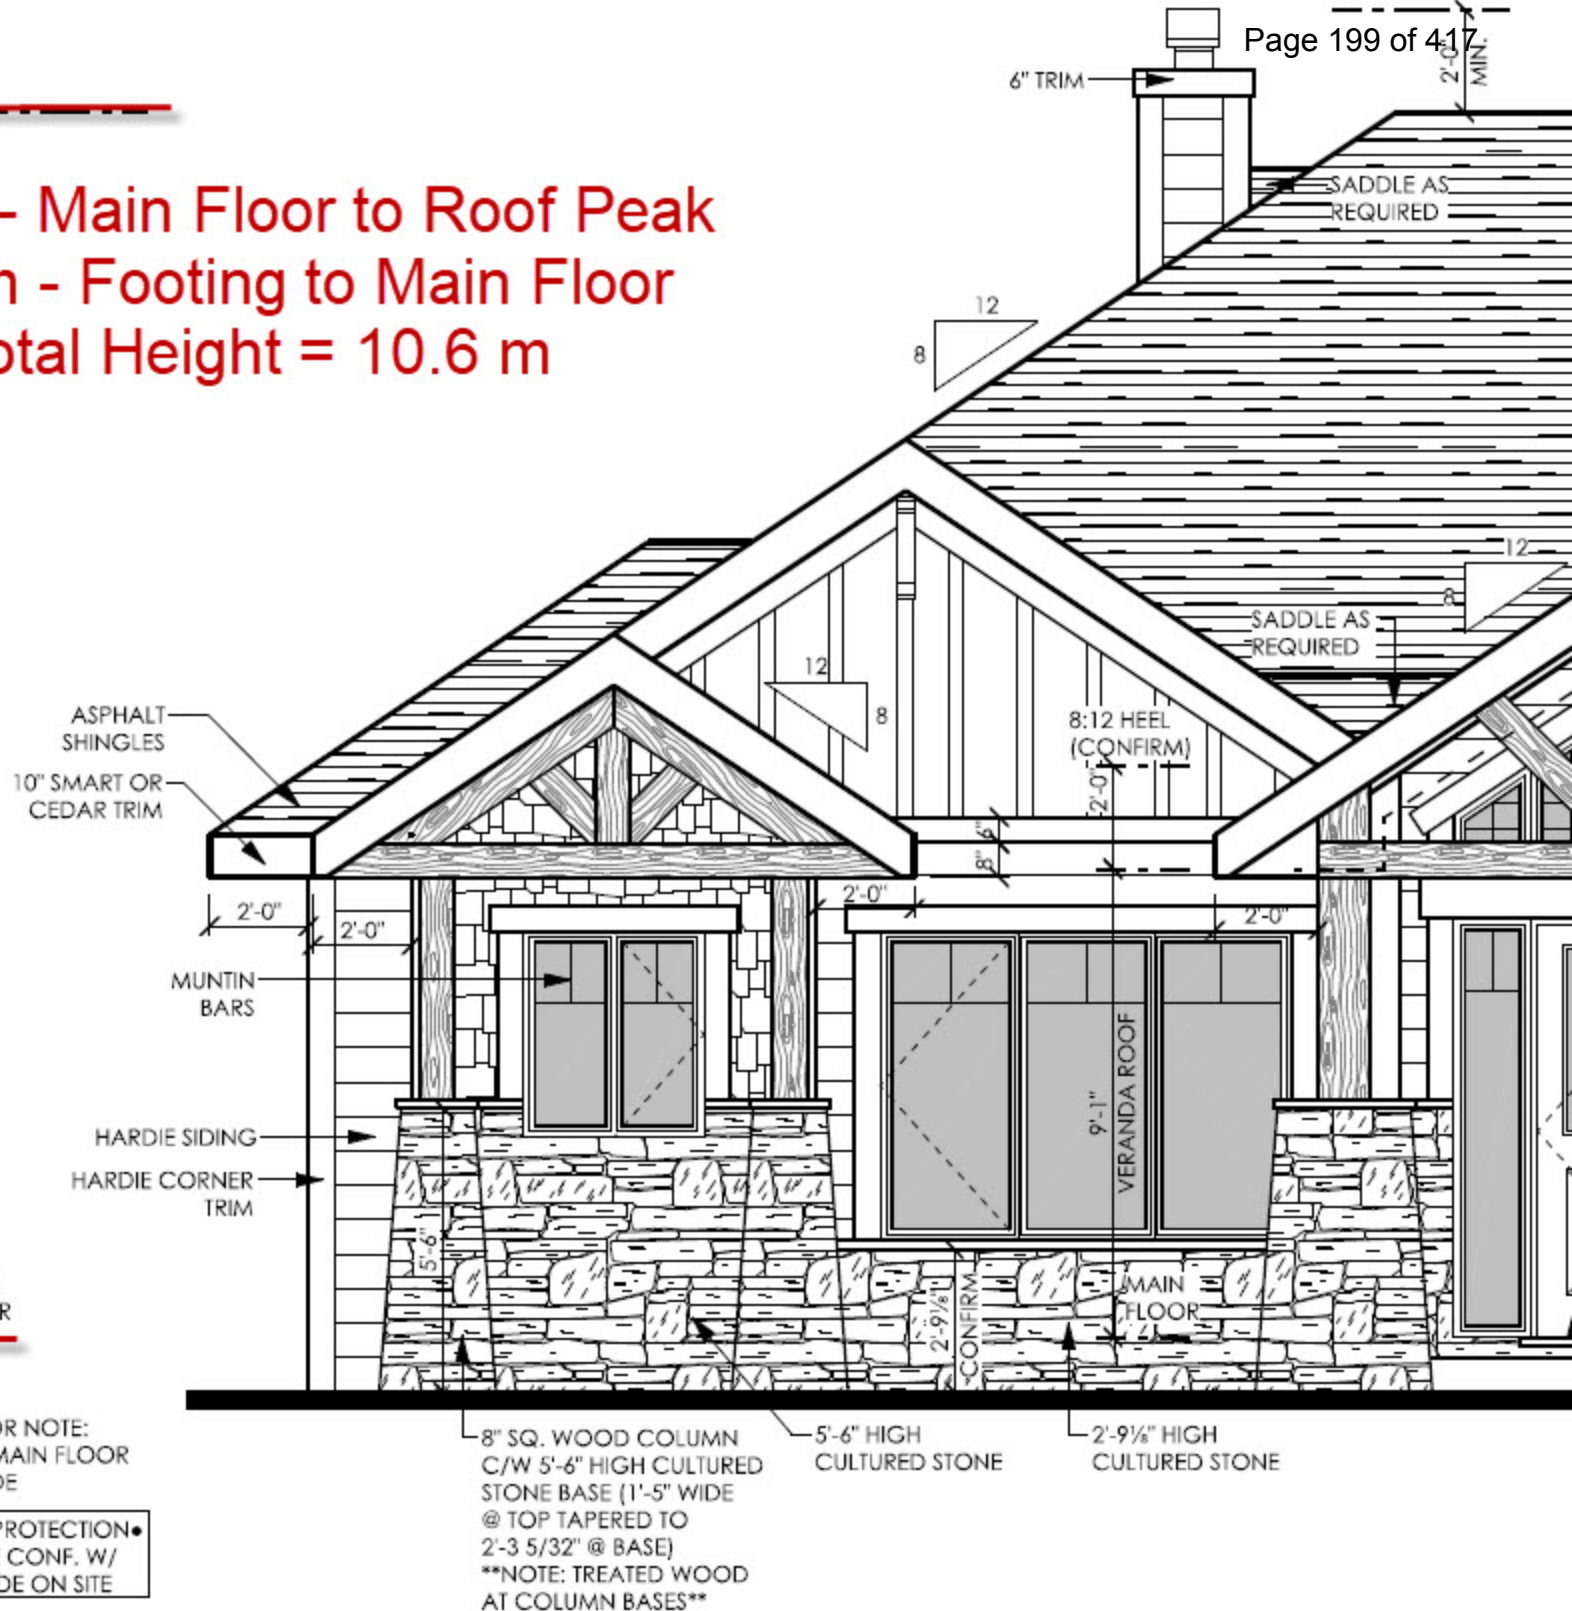 Page 199 of 417
2'-0"
MIN.
6" TRIM
SADDLE AS
REQUIRED
- Main Floor to Roof Peak
- Footing to Main Floor
otal Height = 10.6 m
12
8
12
8
SADDLE AS
REQUIRED
12
8
8:12 HEEL
(CONFIRM)
2'-0"
ASPHALT
SHINGLES
10" SMART OR
CEDAR TRIM
6"
8"
2'-0"
2'-0"
2'-0"
2'-0"
MUNTIN
BARS
9'-1"
VERANDA ROOF
HARDIE SIDING
HARDIE CORNER
TRIM
5'-6"
2'-9⅛"
CONFIRM
MAIN
FLOOR
R
OR NOTE:
MAIN FLOOR
DE
PROTECTION•
CONF. W/
DE ON SITE
8" SQ. WOOD COLUMN
C/W 5'-6" HIGH CULTURED
STONE BASE (1'-5" WIDE
@ TOP TAPERED TO
2'-3 5/32" @ BASE)
**NOTE: TREATED WOOD
AT COLUMN BASES**
5'-6" HIGH
CULTURED STONE
2'-9⅛" HIGH
CULTURED STONE